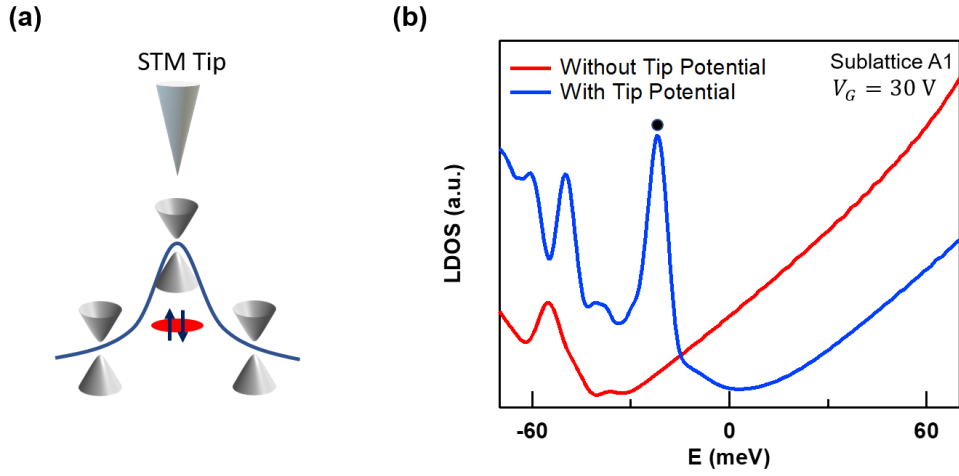 (a)
STM Tip
(b)
Without Tip Potential
With Tip Potential
Sublattice A1
V_G = 30 V
LDOS (a.u.)
-60
0
60
E (meV)